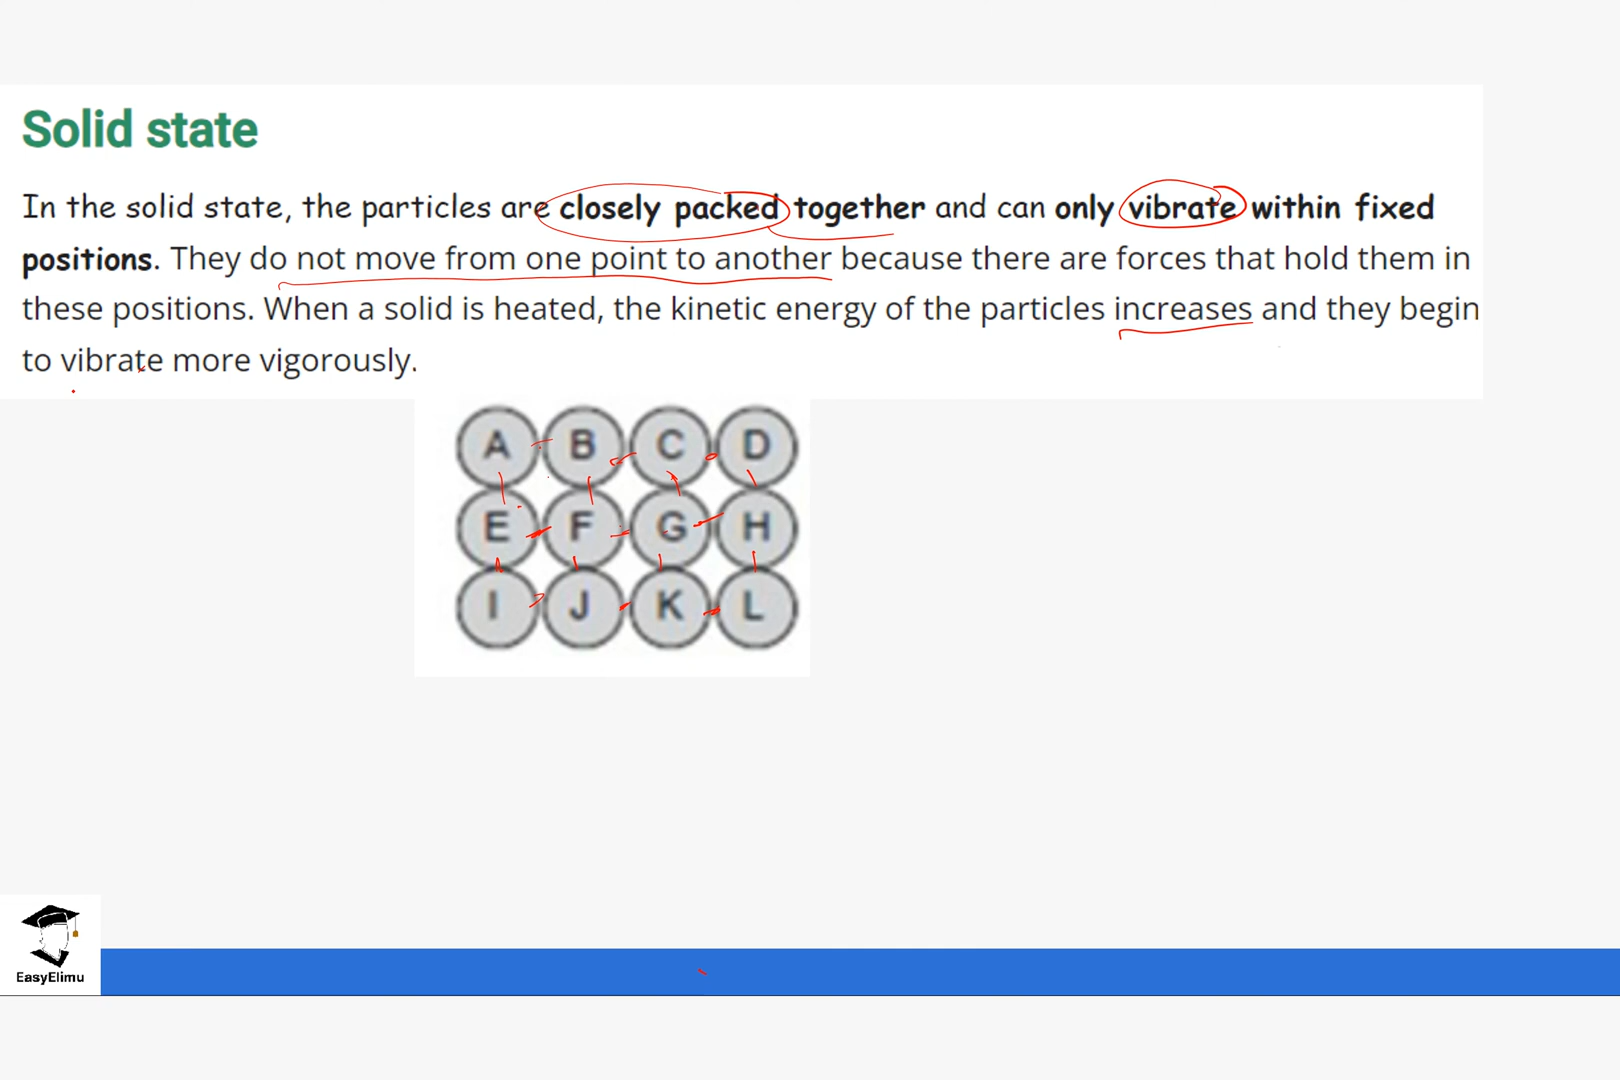 Solid state
In the solid state, the particles are closely packed together and can only vibrate within fixed
positions. They do not move from one point to another because there are forces that hold them in
these positions. When a solid is heated, the kinetic energy of the particles increases and they begin
to vibrate more vigorously.
A B C D
E F G H
I J K L
EasyElimu